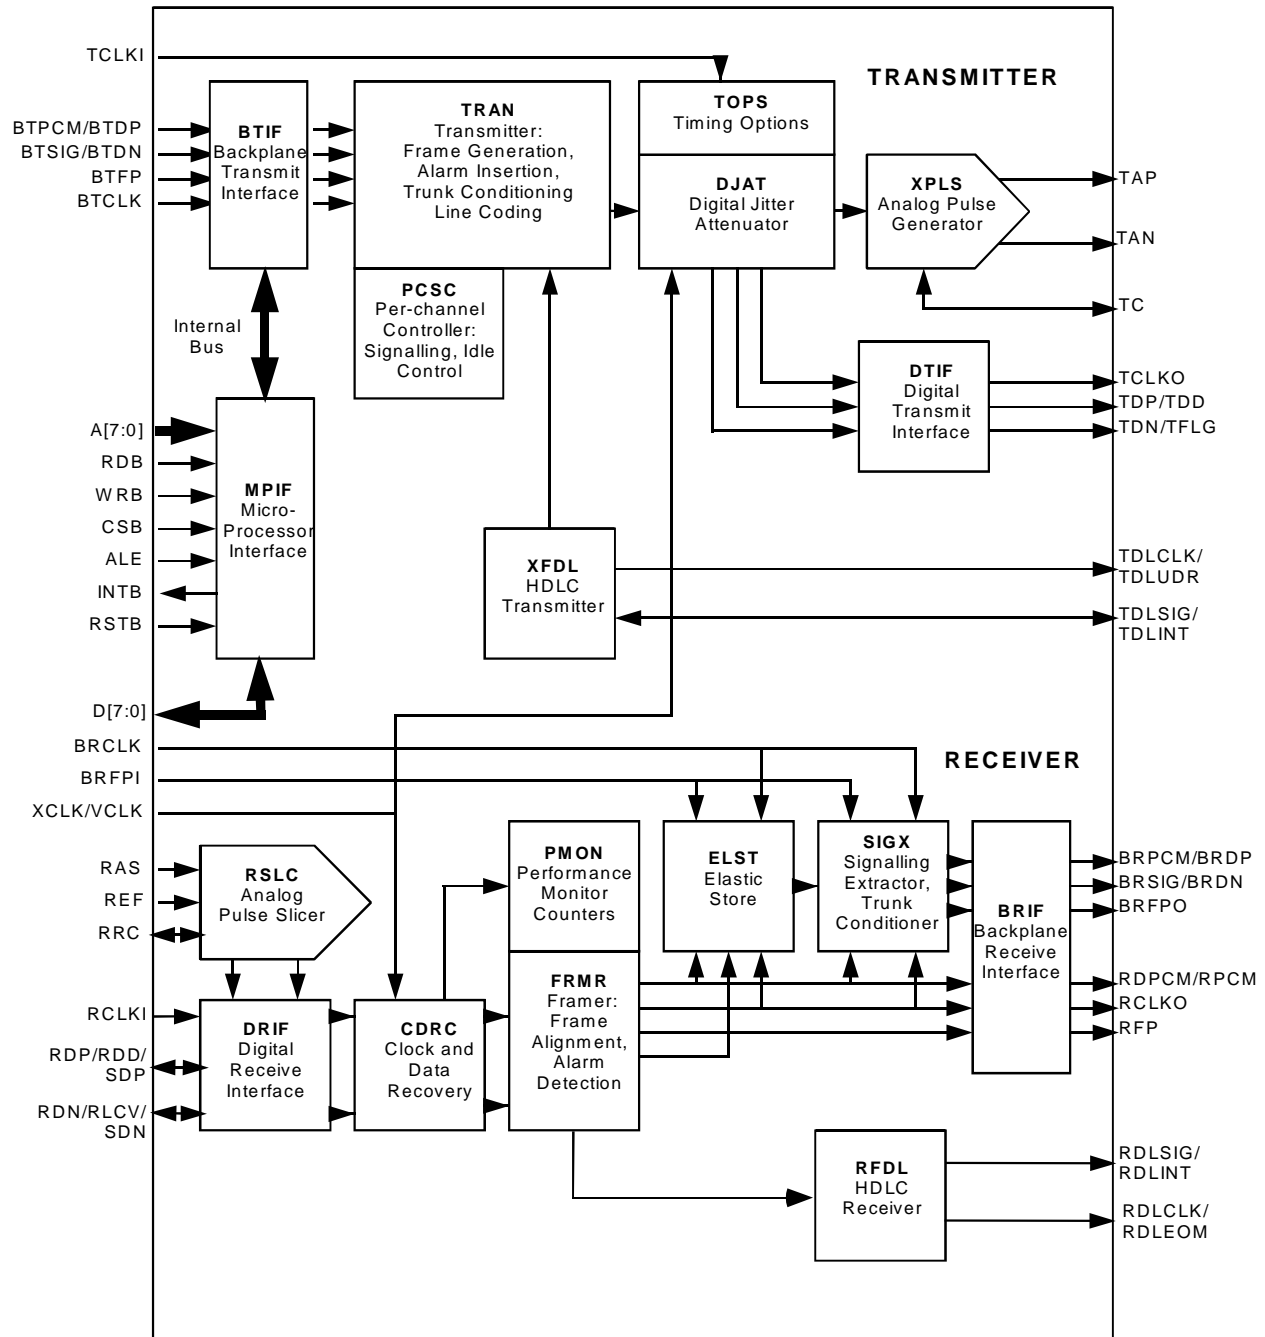 TCLKI
TRANSMITTER
BTPCM/BTDP
BTSIG/BTDN
BTFP
BTCLK
BTIF
Backplane
Transmit
Interface
TRAN
Transmitter:
Frame Generation,
Alarm Insertion,
Trunk Conditioning
Line Coding
TOPS
Timing Options
DJAT
Digital Jitter
Attenuator
XPLS
Analog Pulse
Generator
TAP
TAN
TC
PCSC
Per-channel
Controller:
Signalling, Idle
Control
Internal
Bus
DTIF
Digital
Transmit
Interface
TCLKO
TDP/TDD
TDN/TFLG
A[7:0]
RDB
WRB
CSB
ALE
INTB
RSTB
MPIF
Micro-
Processor
Interface
XFDL
HDLC
Transmitter
TDLCLK/
TDLUDR
TDLSIG/
TDLINT
D[7:0]
BRCLK
BRFPI
XCLK/VCLK
RECEIVER
RAS
REF
RRC
RSLC
Analog
Pulse Slicer
PMON
Performance
Monitor
Counters
ELST
Elastic
Store
SIGX
Signalling
Extractor,
Trunk
Conditioner
BRIF
Backplane
Receive
Interface
BRPCM/BRDP
BRSIG/BRDN
BRFPO
RDPCM/RPCM
RCLKO
RFP
RCLKI
RDP/RDD/
SDP
RDN/RLCV/
SDN
DRIF
Digital
Receive
Interface
CDRC
Clock and
Data
Recovery
FRMR
Framer:
Frame
Alignment,
Alarm
Detection
RFDL
HDLC
Receiver
RDLSIG/
RDLINT
RDLCLK/
RDLEOM